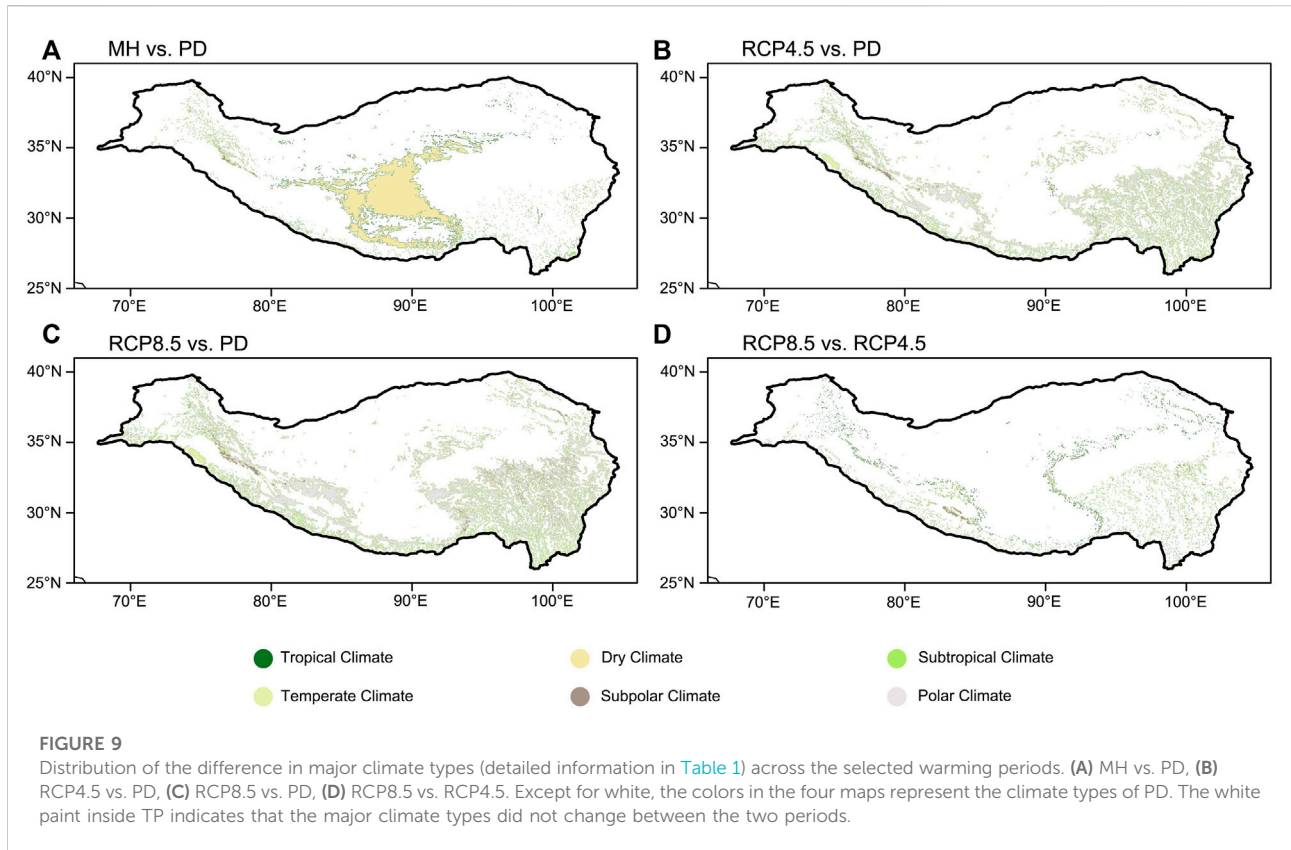 A
MH vs. PD
40°N
35°N
30°N
25°N
70°E 80°E 90°E 100°E
B
RCP4.5 vs. PD
40°N
35°N
30°N
25°N
70°E 80°E 90°E 100°E
C
RCP8.5 vs. PD
40°N
35°N
30°N
25°N
70°E 80°E 90°E 100°E
D
RCP8.5 vs. RCP4.5
40°N
35°N
30°N
25°N
70°E 80°E 90°E 100°E
Tropical Climate Dry Climate Subtropical Climate
Temperate Climate Subpolar Climate Polar Climate
FIGURE 9
Distribution of the difference in major climate types (detailed information in Table 1) across the selected warming periods. (A) MH vs. PD, (B)
RCP4.5 vs. PD, (C) RCP8.5 vs. PD, (D) RCP8.5 vs. RCP4.5. Except for white, the colors in the four maps represent the climate types of PD. The white
paint inside TP indicates that the major climate types did not change between the two periods.